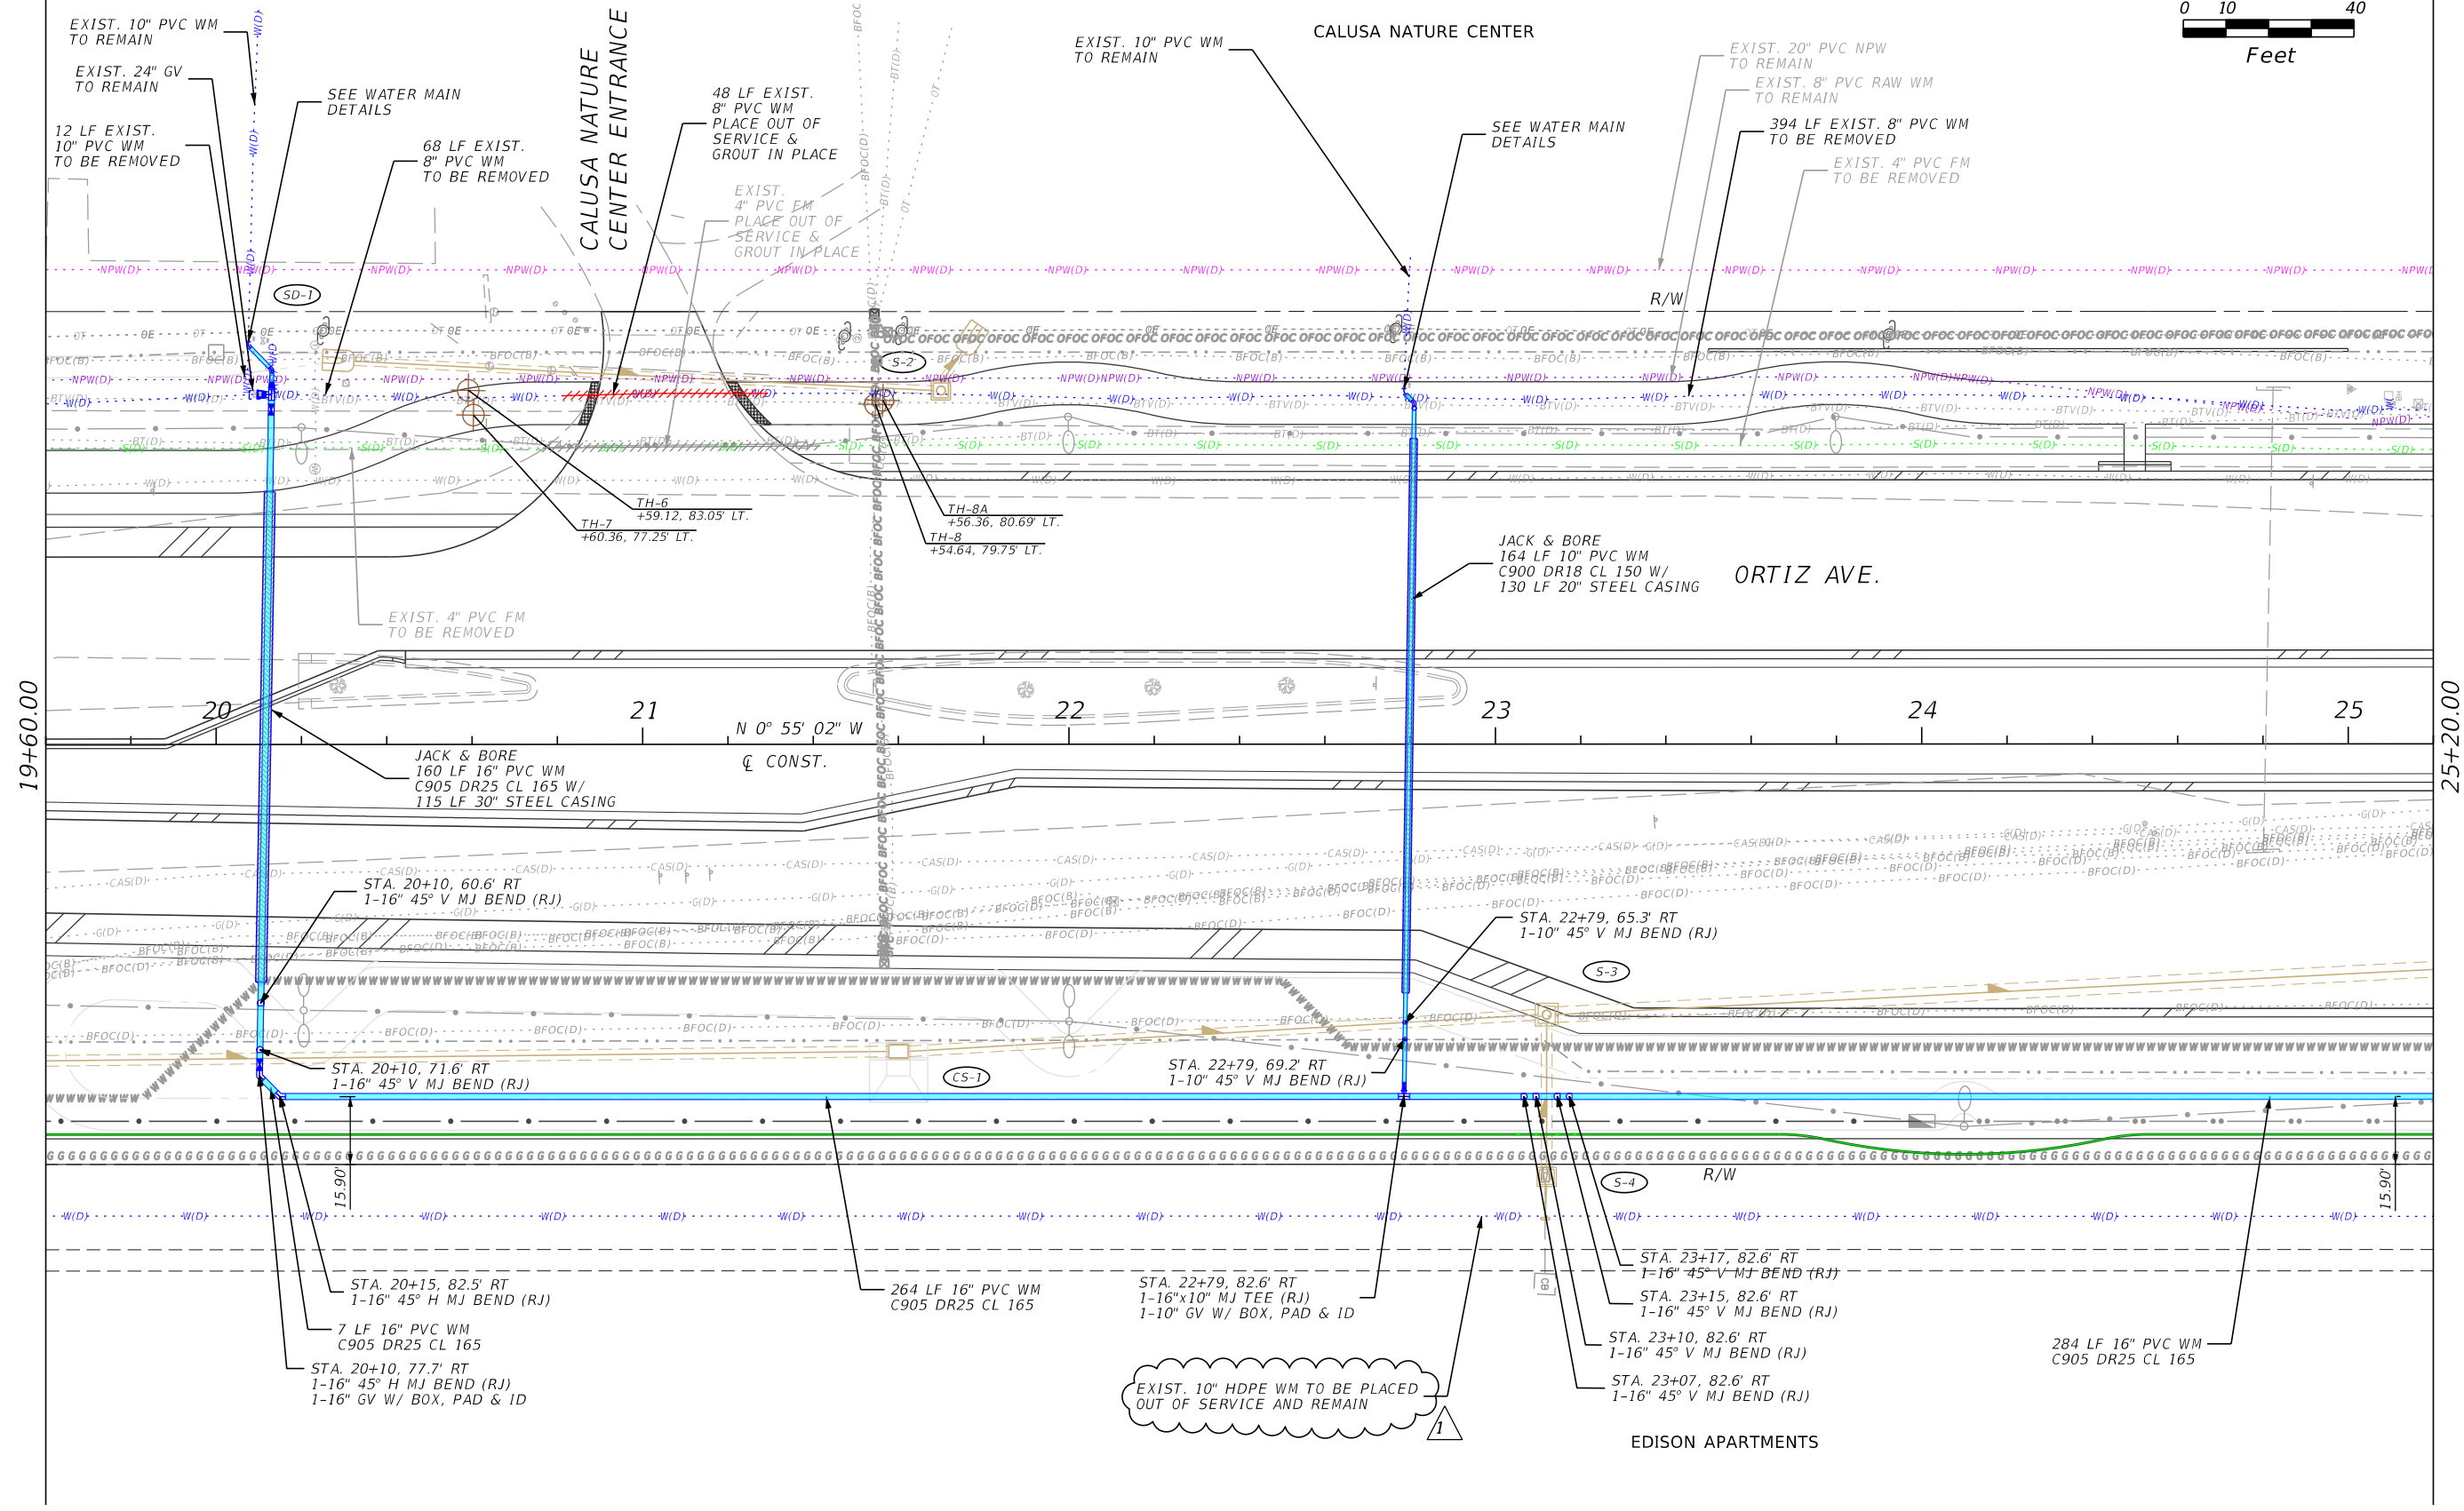 EXIST. 10" PVC WM
TO REMAIN
EXIST. 24" GV
TO REMAIN
12 LF EXIST.
10" PVC WM
TO BE REMOVED
SEE WATER MAIN
DETAILS
68 LF EXIST.
8" PVC WM
TO BE REMOVED
CALUSA NATURE
CENTER ENTRANCE
48 LF EXIST.
8" PVC WM
PLACE OUT OF
SERVICE &
GROUT IN PLACE
EXIST.
4" PVC FM
PLACE OUT OF
SERVICE &
GROUT IN PLACE
CALUSA NATURE CENTER
EXIST. 10" PVC WM
TO REMAIN
SEE WATER MAIN
DETAILS
EXIST. 20" PVC NPW
TO REMAIN
EXIST. 8" PVC RAW WM
TO REMAIN
394 LF EXIST. 8" PVC WM
TO BE REMOVED
EXIST. 4" PVC FM
TO BE REMOVED
0 10 40
Feet
R/W
SD-1
S-2
TH-6
+59.12, 83.05' LT.
TH-7
+60.36, 77.25' LT.
TH-8A
+56.36, 80.69' LT.
TH-8
+54.64, 79.75' LT.
JACK & BORE
164 LF 10" PVC WM
C900 DR18 CL 150 W/
130 LF 20" STEEL CASING
ORTIZ AVE.
EXIST. 4" PVC FM
TO BE REMOVED
19+60.00
20 21 22 23 24 25
25+20.00
N 0° 55' 02" W
℄ CONST.
JACK & BORE
160 LF 16" PVC WM
C905 DR25 CL 165 W/
115 LF 30" STEEL CASING
STA. 20+10, 60.6' RT
1-16" 45° V MJ BEND (RJ)
STA. 22+79, 65.3' RT
1-10" 45° V MJ BEND (RJ)
S-3
STA. 20+10, 71.6' RT
1-16" 45° V MJ BEND (RJ)
CS-1
STA. 22+79, 69.2' RT
1-10" 45° V MJ BEND (RJ)
15.90'
S-4
R/W
15.90'
STA. 20+15, 82.5' RT
1-16" 45° H MJ BEND (RJ)
7 LF 16" PVC WM
C905 DR25 CL 165
STA. 20+10, 77.7' RT
1-16" 45° H MJ BEND (RJ)
1-16" GV W/ BOX, PAD & ID
264 LF 16" PVC WM
C905 DR25 CL 165
STA. 22+79, 82.6' RT
1-16"x10" MJ TEE (RJ)
1-10" GV W/ BOX, PAD & ID
CB
STA. 23+17, 82.6' RT
1-16" 45° V MJ BEND (RJ)
STA. 23+15, 82.6' RT
1-16" 45° V MJ BEND (RJ)
STA. 23+10, 82.6' RT
1-16" 45° V MJ BEND (RJ)
STA. 23+07, 82.6' RT
1-16" 45° V MJ BEND (RJ)
284 LF 16" PVC WM
C905 DR25 CL 165
EXIST. 10" HDPE WM TO BE PLACED
OUT OF SERVICE AND REMAIN
1
EDISON APARTMENTS